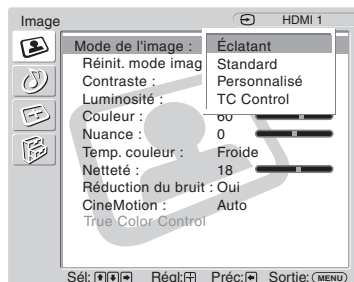 Image HDMI 1
Mode de l'image : Éclatant
Réinit. mode imag Standard
Contraste : Personnalisé
Luminosité : TC Control
Couleur : 60
Nuance : 0
Temp. couleur : Froide
Netteté : 18
Réduction du bruit : Oui
CineMotion : Auto
True Color Control
Sél: Régl: Préc: Sortie: MENU